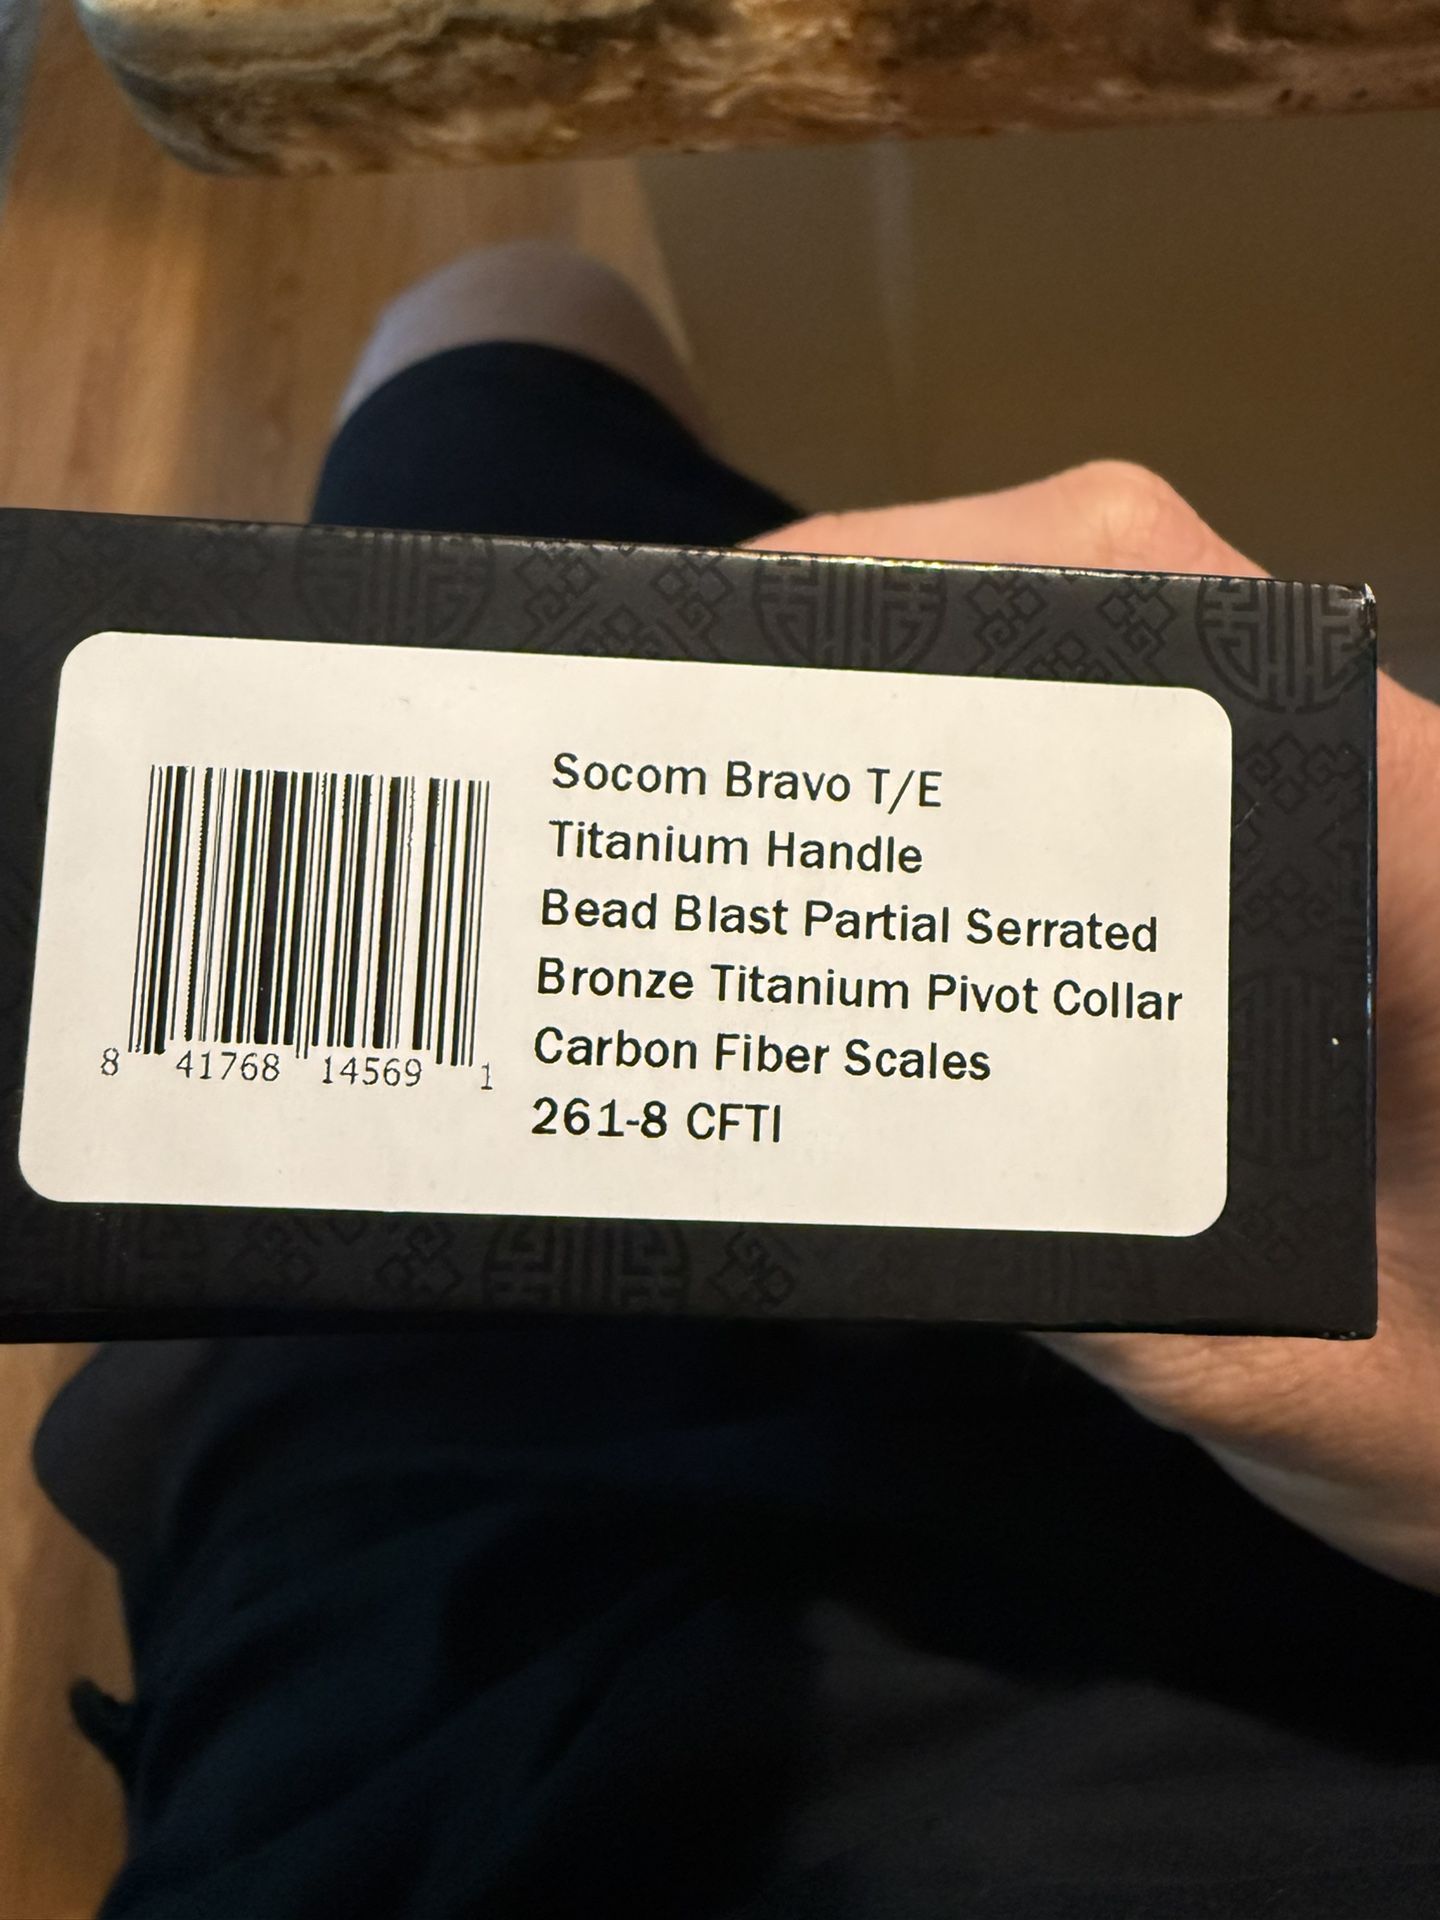 Socom Bravo T/E
Titanium Handle
Bead Blast Partial Serrated
Bronze Titanium Pivot Collar
Carbon Fiber Scales
261-8 CFTI
8 41768 14569 1